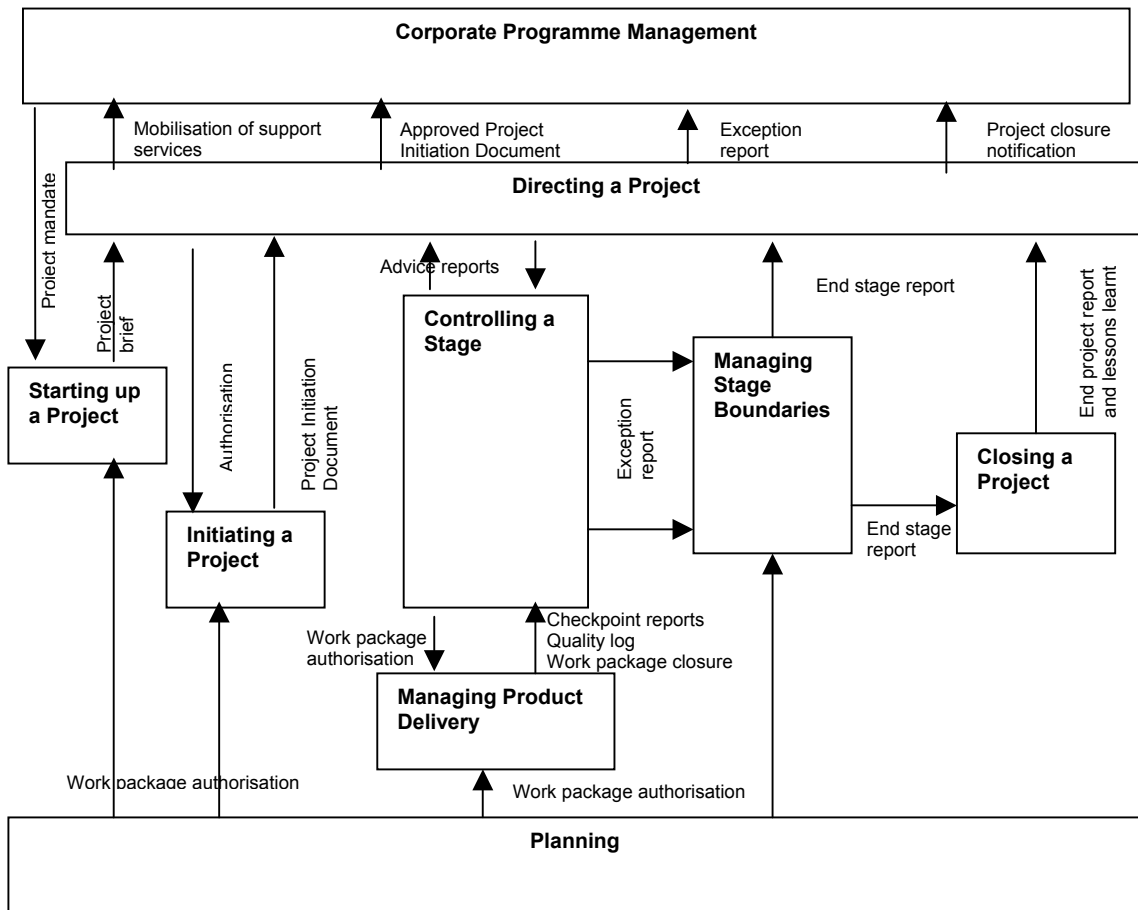 Corporate Programme Management
Mobilisation of support
services
Approved Project
Initiation Document
Exception
report
Project closure
notification
Directing a Project
Project mandate
Project
brief
Authorisation
Project Initiation
Document
Advice reports
End stage report
End project report
and lessons learnt
Starting up
a Project
Controlling a
Stage
Exception
report
Managing
Stage
Boundaries
Closing a
Project
Initiating a
Project
End stage
report
Work package
authorisation
Checkpoint reports
Quality log
Work package closure
Managing Product
Delivery
Work package authorisation
Work package authorisation
Planning